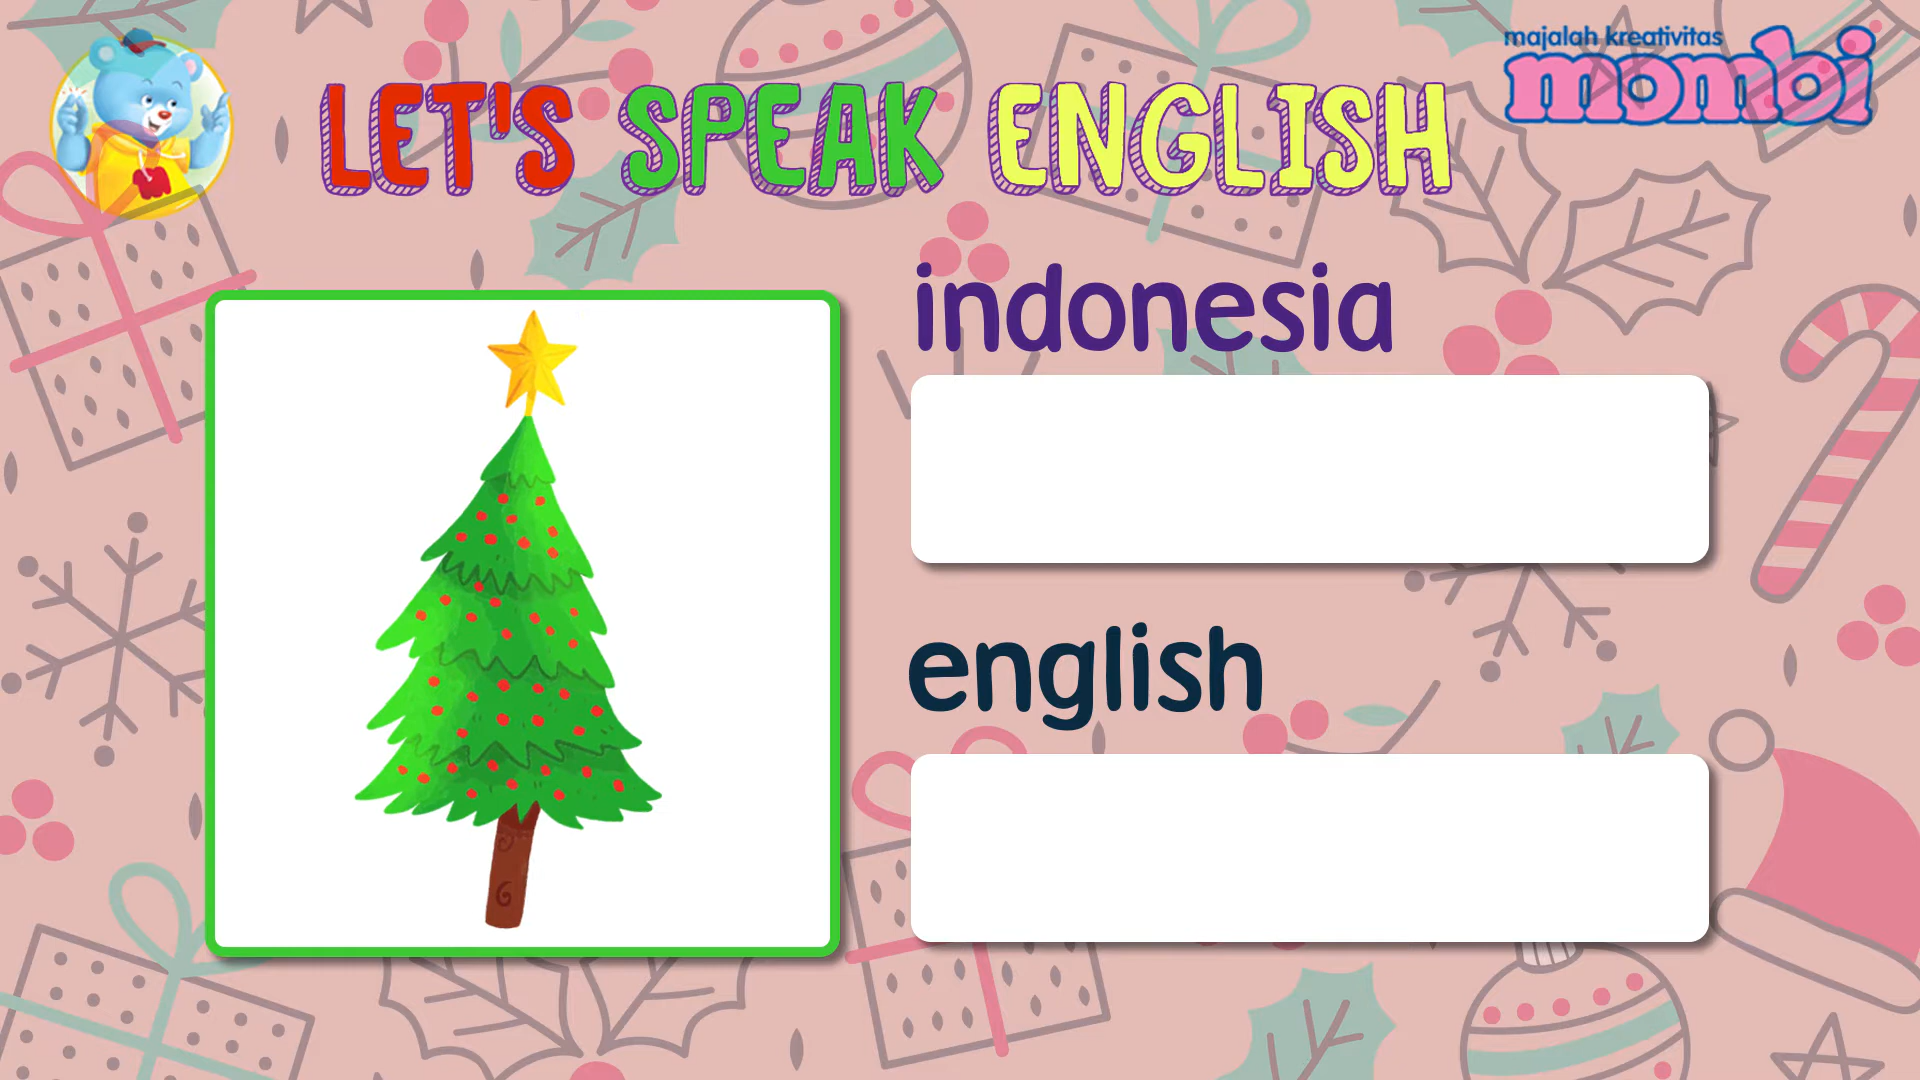 LET'S SPEAK ENGLISH
majalah kreativitas
mombi
indonesia
english